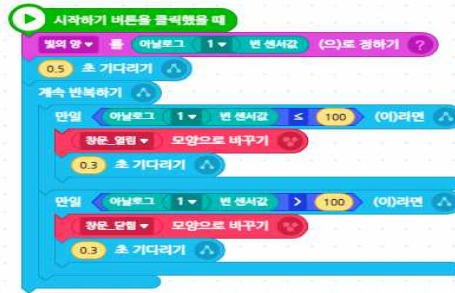 시작하기 버튼을 클릭했을 때
빛의 양 ▼ 를 아날로그 1 ▼ 번 센서값 (으)로 정하기 ?
0.5 초 기다리기
계속 반복하기
만일 아날로그 1 ▼ 번 센서값 ≤ 100 (이)라면
창문_열림 ▼ 모양으로 바꾸기
0.3 초 기다리기
만일 아날로그 1 ▼ 번 센서값 > 100 (이)라면
창문_닫힘 ▼ 모양으로 바꾸기
0.3 초 기다리기